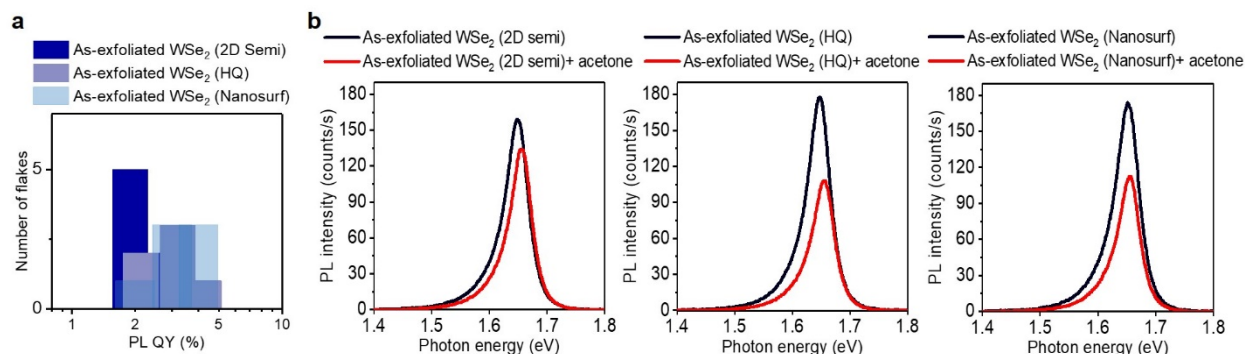 a
As-exfoliated WSe₂ (2D Semi)
As-exfoliated WSe₂ (HQ)
As-exfoliated WSe₂ (Nanosurf)
Number of flakes
5
0
1
2
5
10
PL QY (%)
b
As-exfoliated WSe₂ (2D semi)
As-exfoliated WSe₂ (2D semi)+ acetone
PL intensity (counts/s)
180
150
120
90
60
30
0
1.4
1.5
1.6
1.7
1.8
Photon energy (eV)
As-exfoliated WSe₂ (HQ)
As-exfoliated WSe₂ (HQ)+ acetone
PL intensity (counts/s)
180
150
120
90
60
30
0
1.4
1.5
1.6
1.7
1.8
Photon energy (eV)
As-exfoliated WSe₂ (Nanosurf)
As-exfoliated WSe₂ (Nanosurf)+ acetone
PL intensity (counts/s)
180
150
120
90
60
30
0
1.4
1.5
1.6
1.7
1.8
Photon energy (eV)